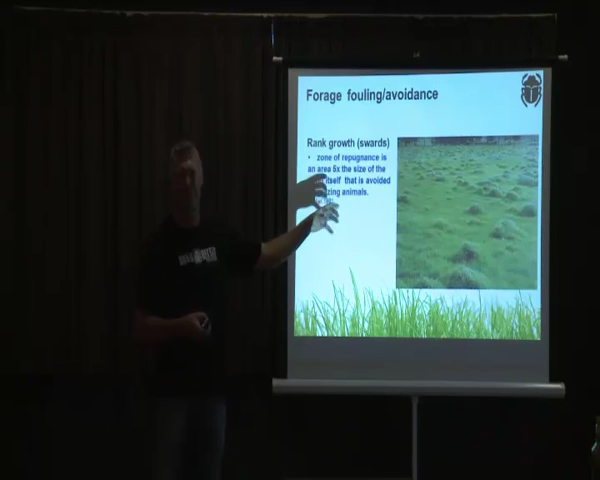 Forage fouling/avoidance
Rank growth (swards)
• zone of repugnance is
an area 5x the size of the
itself that is avoided
animals.